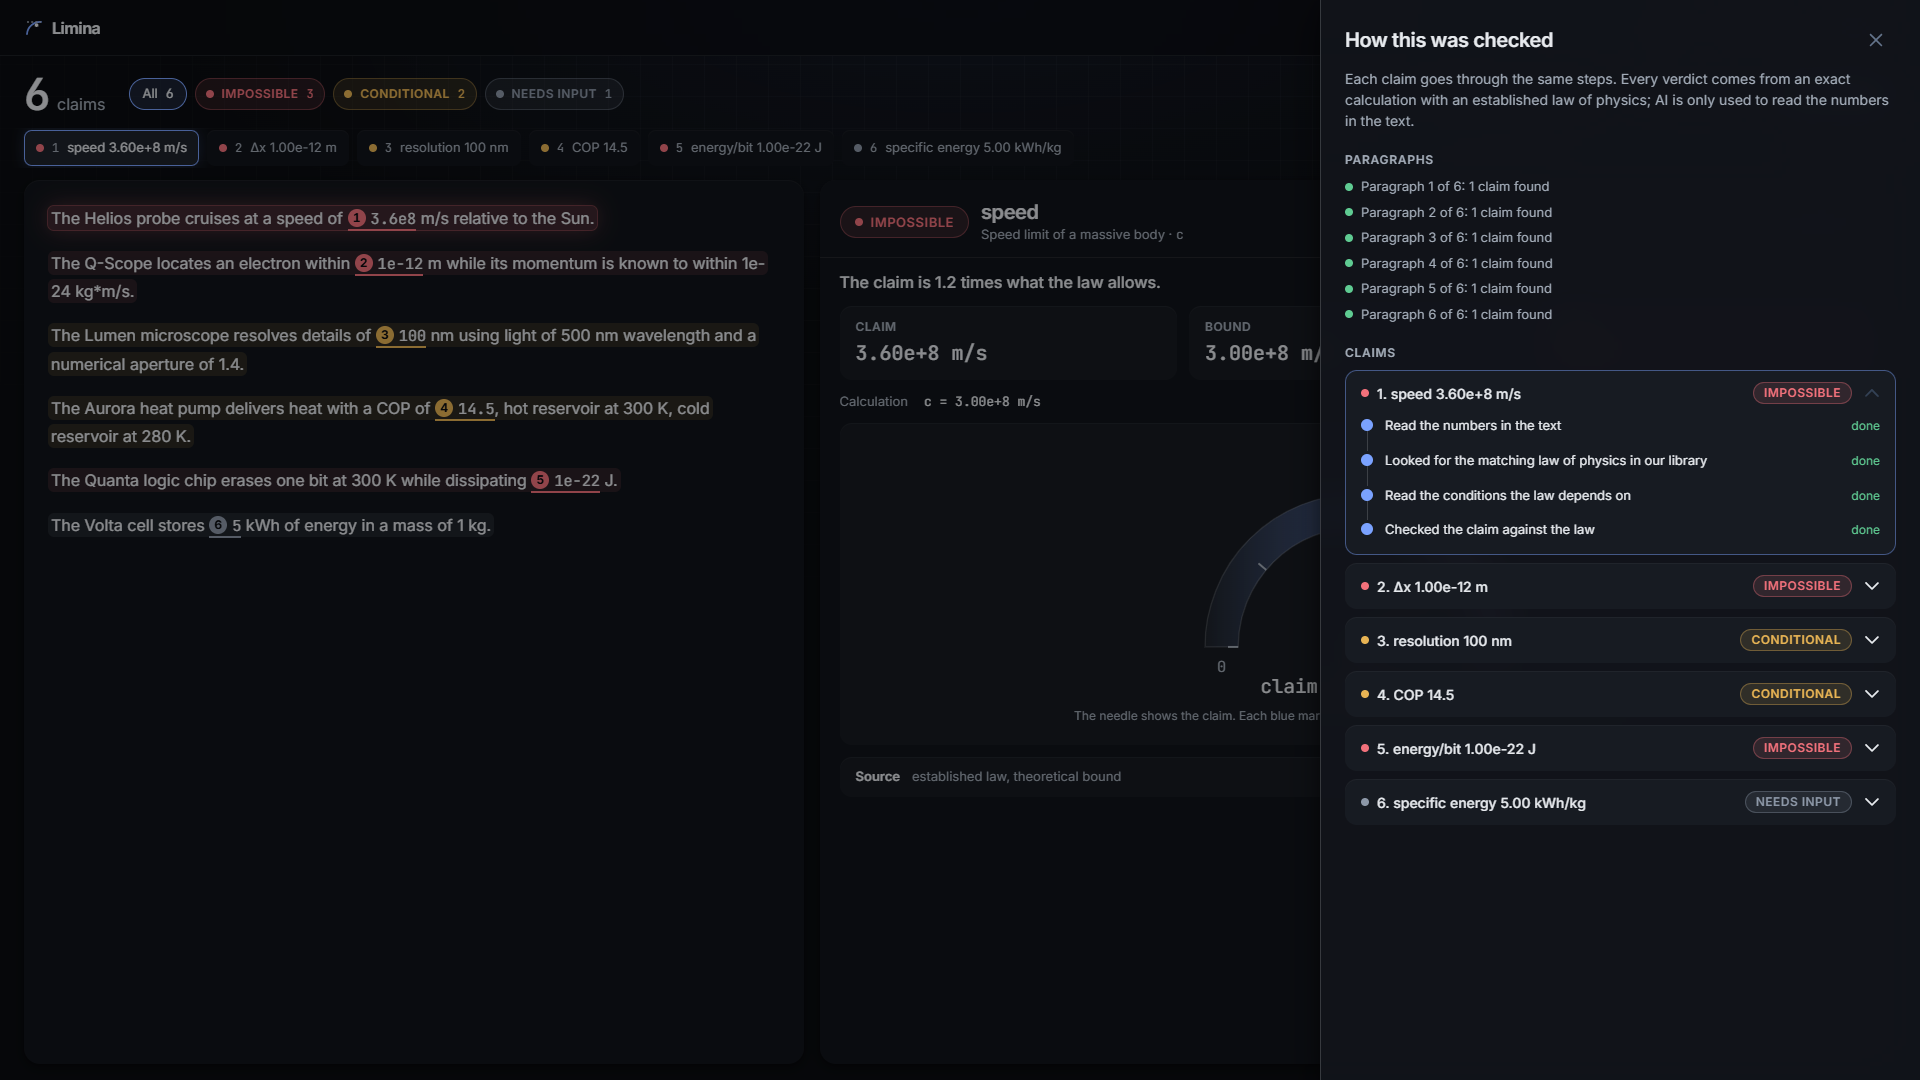 Limina
6 claims
All 6
IMPOSSIBLE 3
CONDITIONAL 2
NEEDS INPUT 1
1 speed 3.60e+8 m/s
2 Δx 1.00e-12 m
3 resolution 100 nm
4 COP 14.5
5 energy/bit 1.00e-22 J
6 specific energy 5.00 kWh/kg
The Helios probe cruises at a speed of 1 3.6e8 m/s relative to the Sun.
The Q-Scope locates an electron within 2 1e-12 m while its momentum is known to within 1e-
24 kg*m/s.
The Lumen microscope resolves details of 3 100 nm using light of 500 nm wavelength and a
numerical aperture of 1.4.
The Aurora heat pump delivers heat with a COP of 4 14.5, hot reservoir at 300 K, cold
reservoir at 280 K.
The Quanta logic chip erases one bit at 300 K while dissipating 5 1e-22 J.
The Volta cell stores 6 5 kWh of energy in a mass of 1 kg.
IMPOSSIBLE
speed
Speed limit of a massive body · c
The claim is 1.2 times what the law allows.
CLAIM
3.60e+8 m/s
BOUND
3.00e+8 m/
Calculation c = 3.00e+8 m/s
0
claim
The needle shows the claim. Each blue mar
Source established law, theoretical bound
How this was checked
Each claim goes through the same steps. Every verdict comes from an exact
calculation with an established law of physics; AI is only used to read the numbers
in the text.
PARAGRAPHS
Paragraph 1 of 6: 1 claim found
Paragraph 2 of 6: 1 claim found
Paragraph 3 of 6: 1 claim found
Paragraph 4 of 6: 1 claim found
Paragraph 5 of 6: 1 claim found
Paragraph 6 of 6: 1 claim found
CLAIMS
1. speed 3.60e+8 m/s IMPOSSIBLE
Read the numbers in the text done
Looked for the matching law of physics in our library done
Read the conditions the law depends on done
Checked the claim against the law done
2. Δx 1.00e-12 m IMPOSSIBLE
3. resolution 100 nm CONDITIONAL
4. COP 14.5 CONDITIONAL
5. energy/bit 1.00e-22 J IMPOSSIBLE
6. specific energy 5.00 kWh/kg NEEDS INPUT